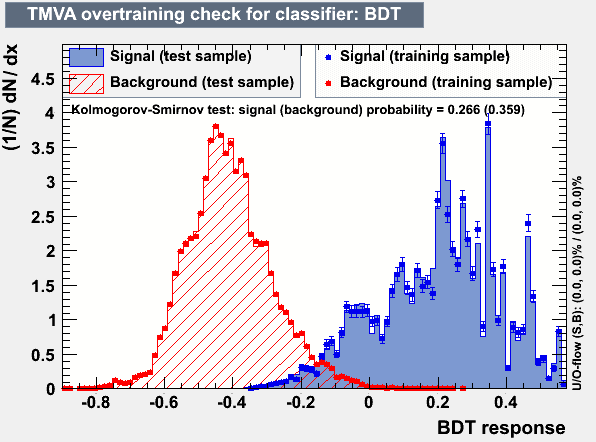 TMVA overtraining check for classifier: BDT
(1/N) dN / dx
Signal (test sample)
Background (test sample)
Signal (training sample)
Background (training sample)
Kolmogorov-Smirnov test: signal (background) probability = 0.266 (0.359)
4.5
4
3.5
3
2.5
2
1.5
1
0.5
0
-0.8 -0.6 -0.4 -0.2 0 0.2 0.4
BDT response
U/O-flow (S,B): (0.0, 0.0)% / (0.0, 0.0)%